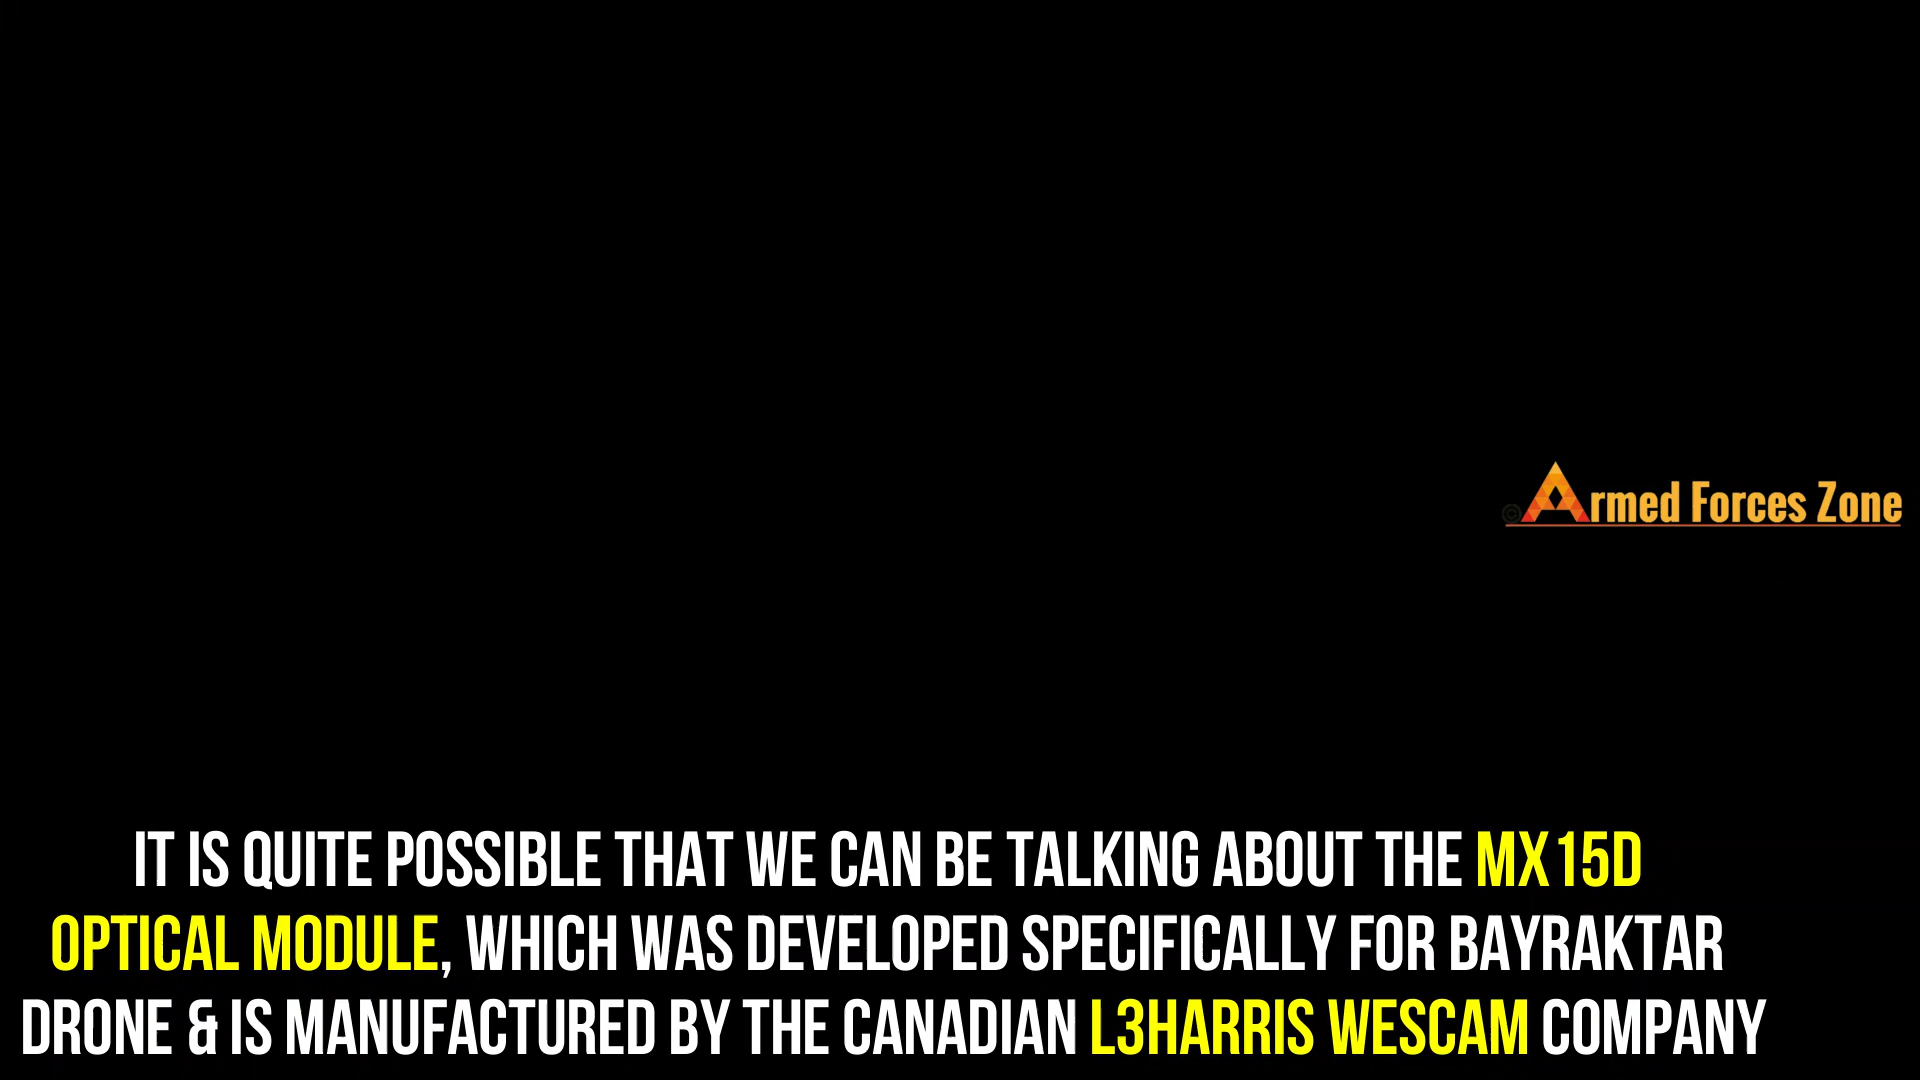 © Armed Forces Zone
IT IS QUITE POSSIBLE THAT WE CAN BE TALKING ABOUT THE MX15D
OPTICAL MODULE, WHICH WAS DEVELOPED SPECIFICALLY FOR BAYRAKTAR
DRONE & IS MANUFACTURED BY THE CANADIAN L3HARRIS WESCAM COMPANY